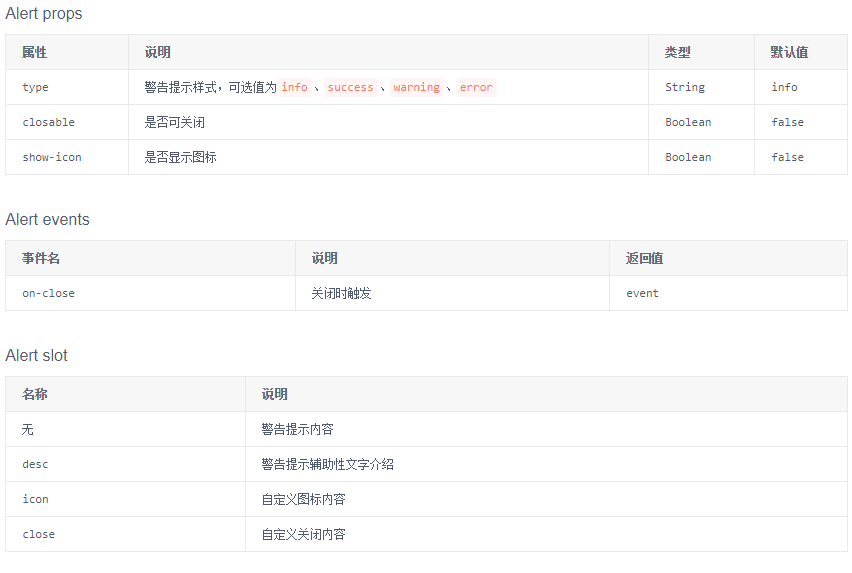 Alert props
属性 说明 类型 默认值
type 警告提示样式，可选值为 info 、 success 、 warning 、 error String info
closable 是否可关闭 Boolean false
show-icon 是否显示图标 Boolean false
Alert events
事件名 说明 返回值
on-close 关闭时触发 event
Alert slot
名称 说明
无 警告提示内容
desc 警告提示辅助性文字介绍
icon 自定义图标内容
close 自定义关闭内容